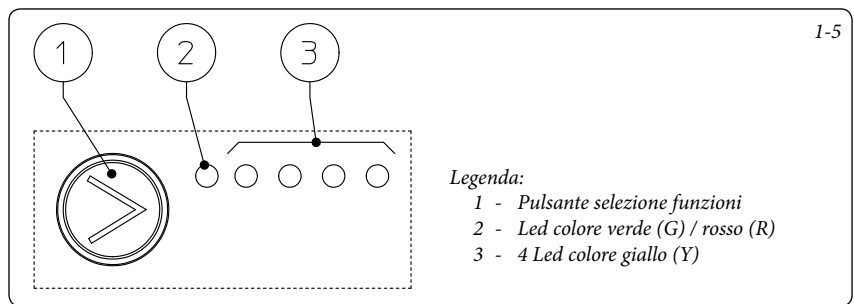 1-5
1 2 3
Legenda:
1 - Pulsante selezione funzioni
2 - Led colore verde (G) / rosso (R)
3 - 4 Led colore giallo (Y)